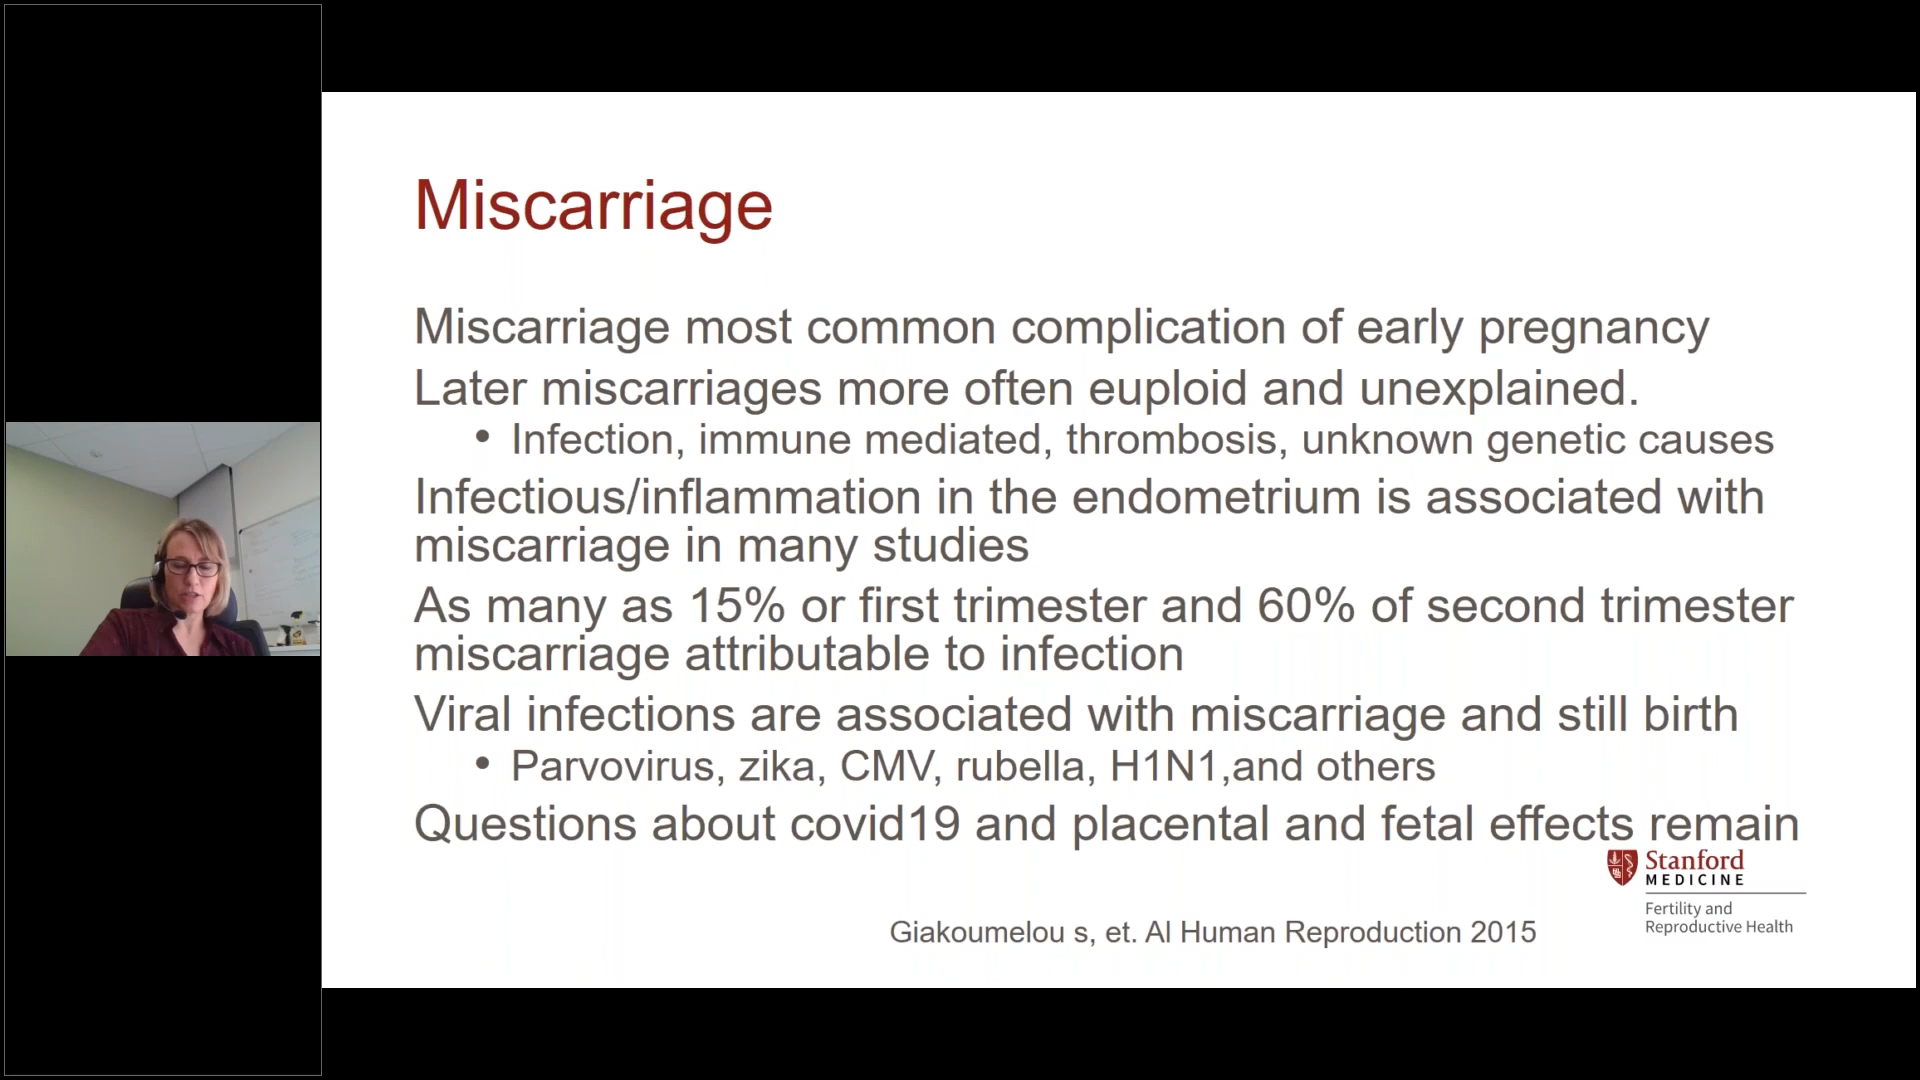 Miscarriage
Miscarriage most common complication of early pregnancy
Later miscarriages more often euploid and unexplained.
• Infection, immune mediated, thrombosis, unknown genetic causes
Infectious/inflammation in the endometrium is associated with
miscarriage in many studies
As many as 15% or first trimester and 60% of second trimester
miscarriage attributable to infection
Viral infections are associated with miscarriage and still birth
• Parvovirus, zika, CMV, rubella, H1N1,and others
Questions about covid19 and placental and fetal effects remain
Stanford
MEDICINE
Fertility and
Reproductive Health
Giakoumelou s, et. Al Human Reproduction 2015